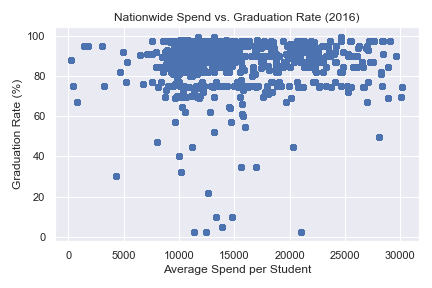 Nationwide Spend vs. Graduation Rate (2016)
100
80
60
40
20
0
Graduation Rate (%)
0 5000 10000 15000 20000 25000 30000
Average Spend per Student